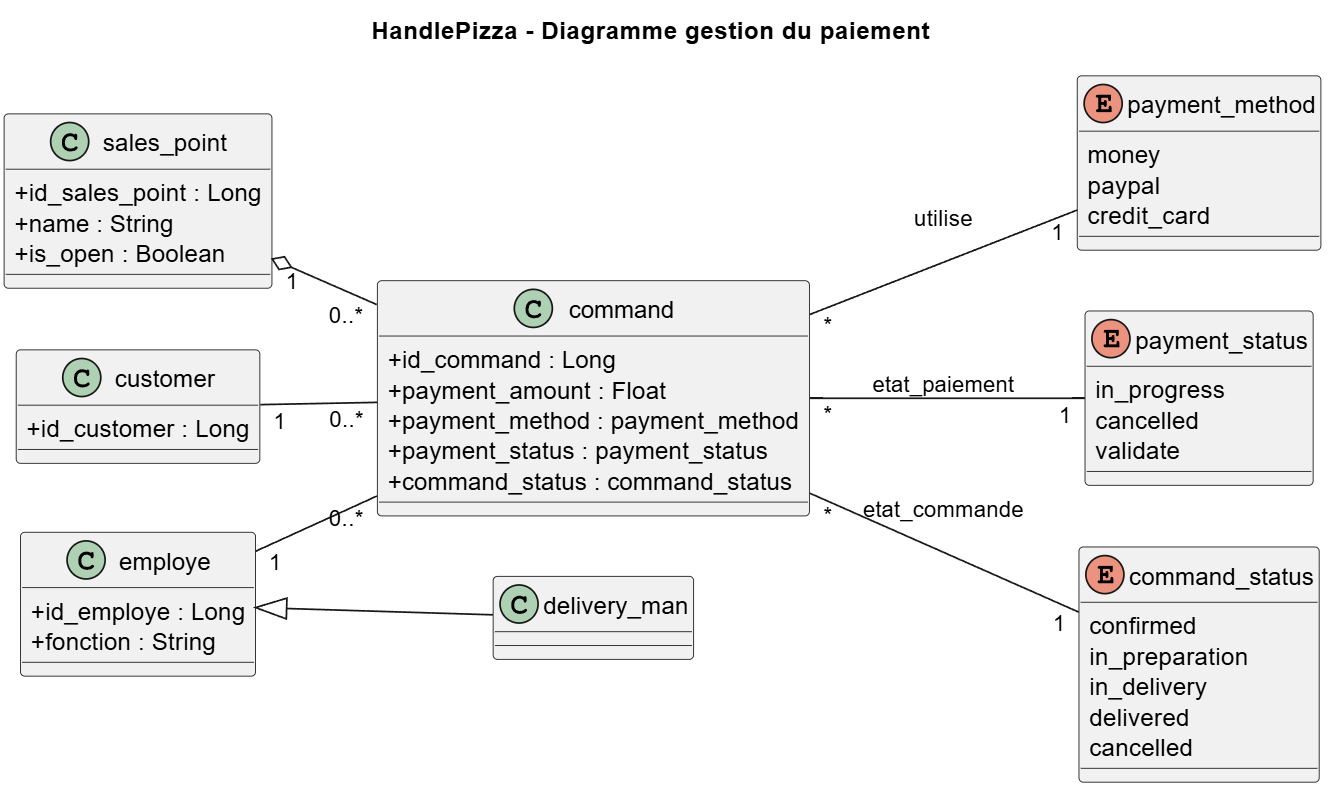 HandlePizza - Diagramme gestion du paiement
C sales_point
+id_sales_point : Long
+name : String
+is_open : Boolean
1
0..*
C customer
+id_customer : Long
1
0..*
C employe
+id_employe : Long
+fonction : String
1
0..*
C command
+id_command : Long
+payment_amount : Float
+payment_method : payment_method
+payment_status : payment_status
+command_status : command_status
C delivery_man
utilise
*
1
etat_paiement
*
1
etat_commande
*
1
E payment_method
money
paypal
credit_card
E payment_status
in_progress
cancelled
validate
E command_status
confirmed
in_preparation
in_delivery
delivered
cancelled